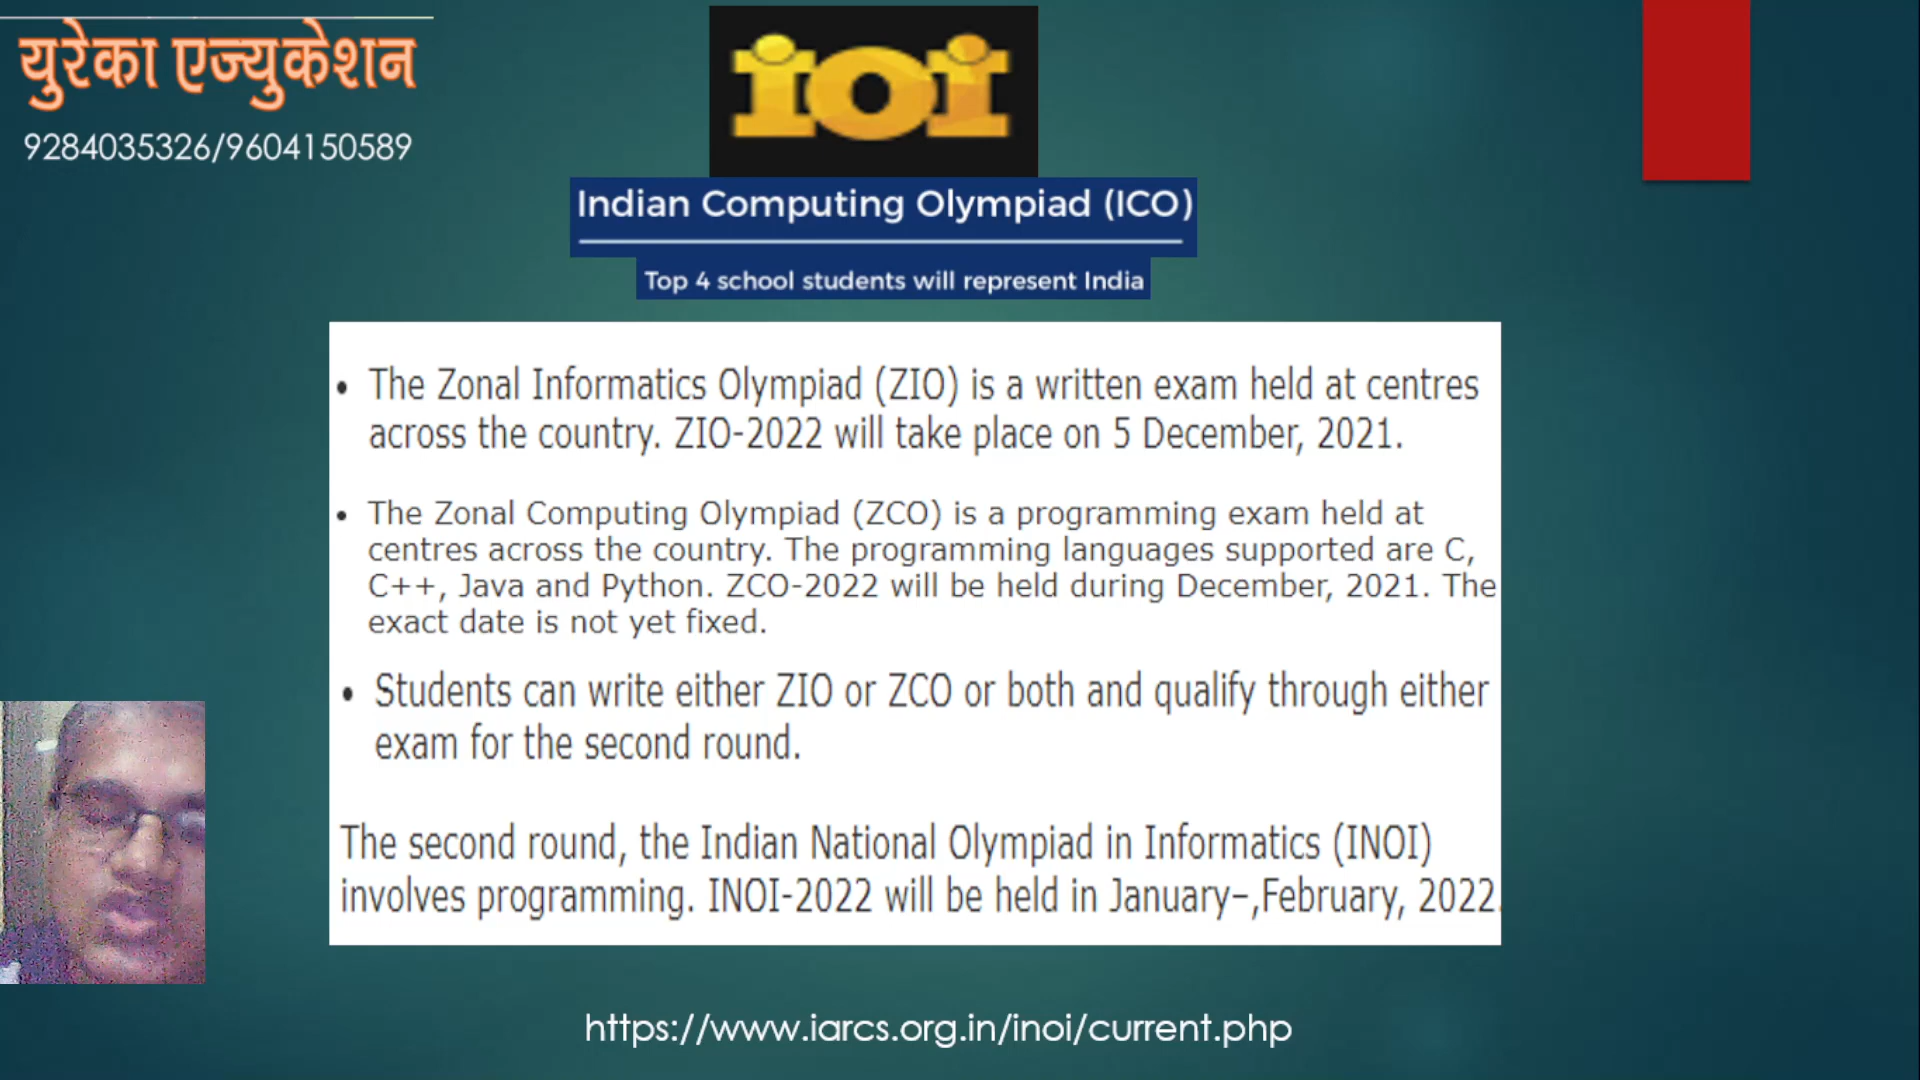 युरेका एज्युकेशन
9284035326/9604150589
ioi
Indian Computing Olympiad (ICO)
Top 4 school students will represent India
• The Zonal Informatics Olympiad (ZIO) is a written exam held at centres
across the country. ZIO-2022 will take place on 5 December, 2021.
• The Zonal Computing Olympiad (ZCO) is a programming exam held at
centres across the country. The programming languages supported are C,
C++, Java and Python. ZCO-2022 will be held during December, 2021. The
exact date is not yet fixed.
• Students can write either ZIO or ZCO or both and qualify through either
exam for the second round.
The second round, the Indian National Olympiad in Informatics (INOI)
involves programming. INOI-2022 will be held in January–,February, 2022.
https://www.iarcs.org.in/inoi/current.php